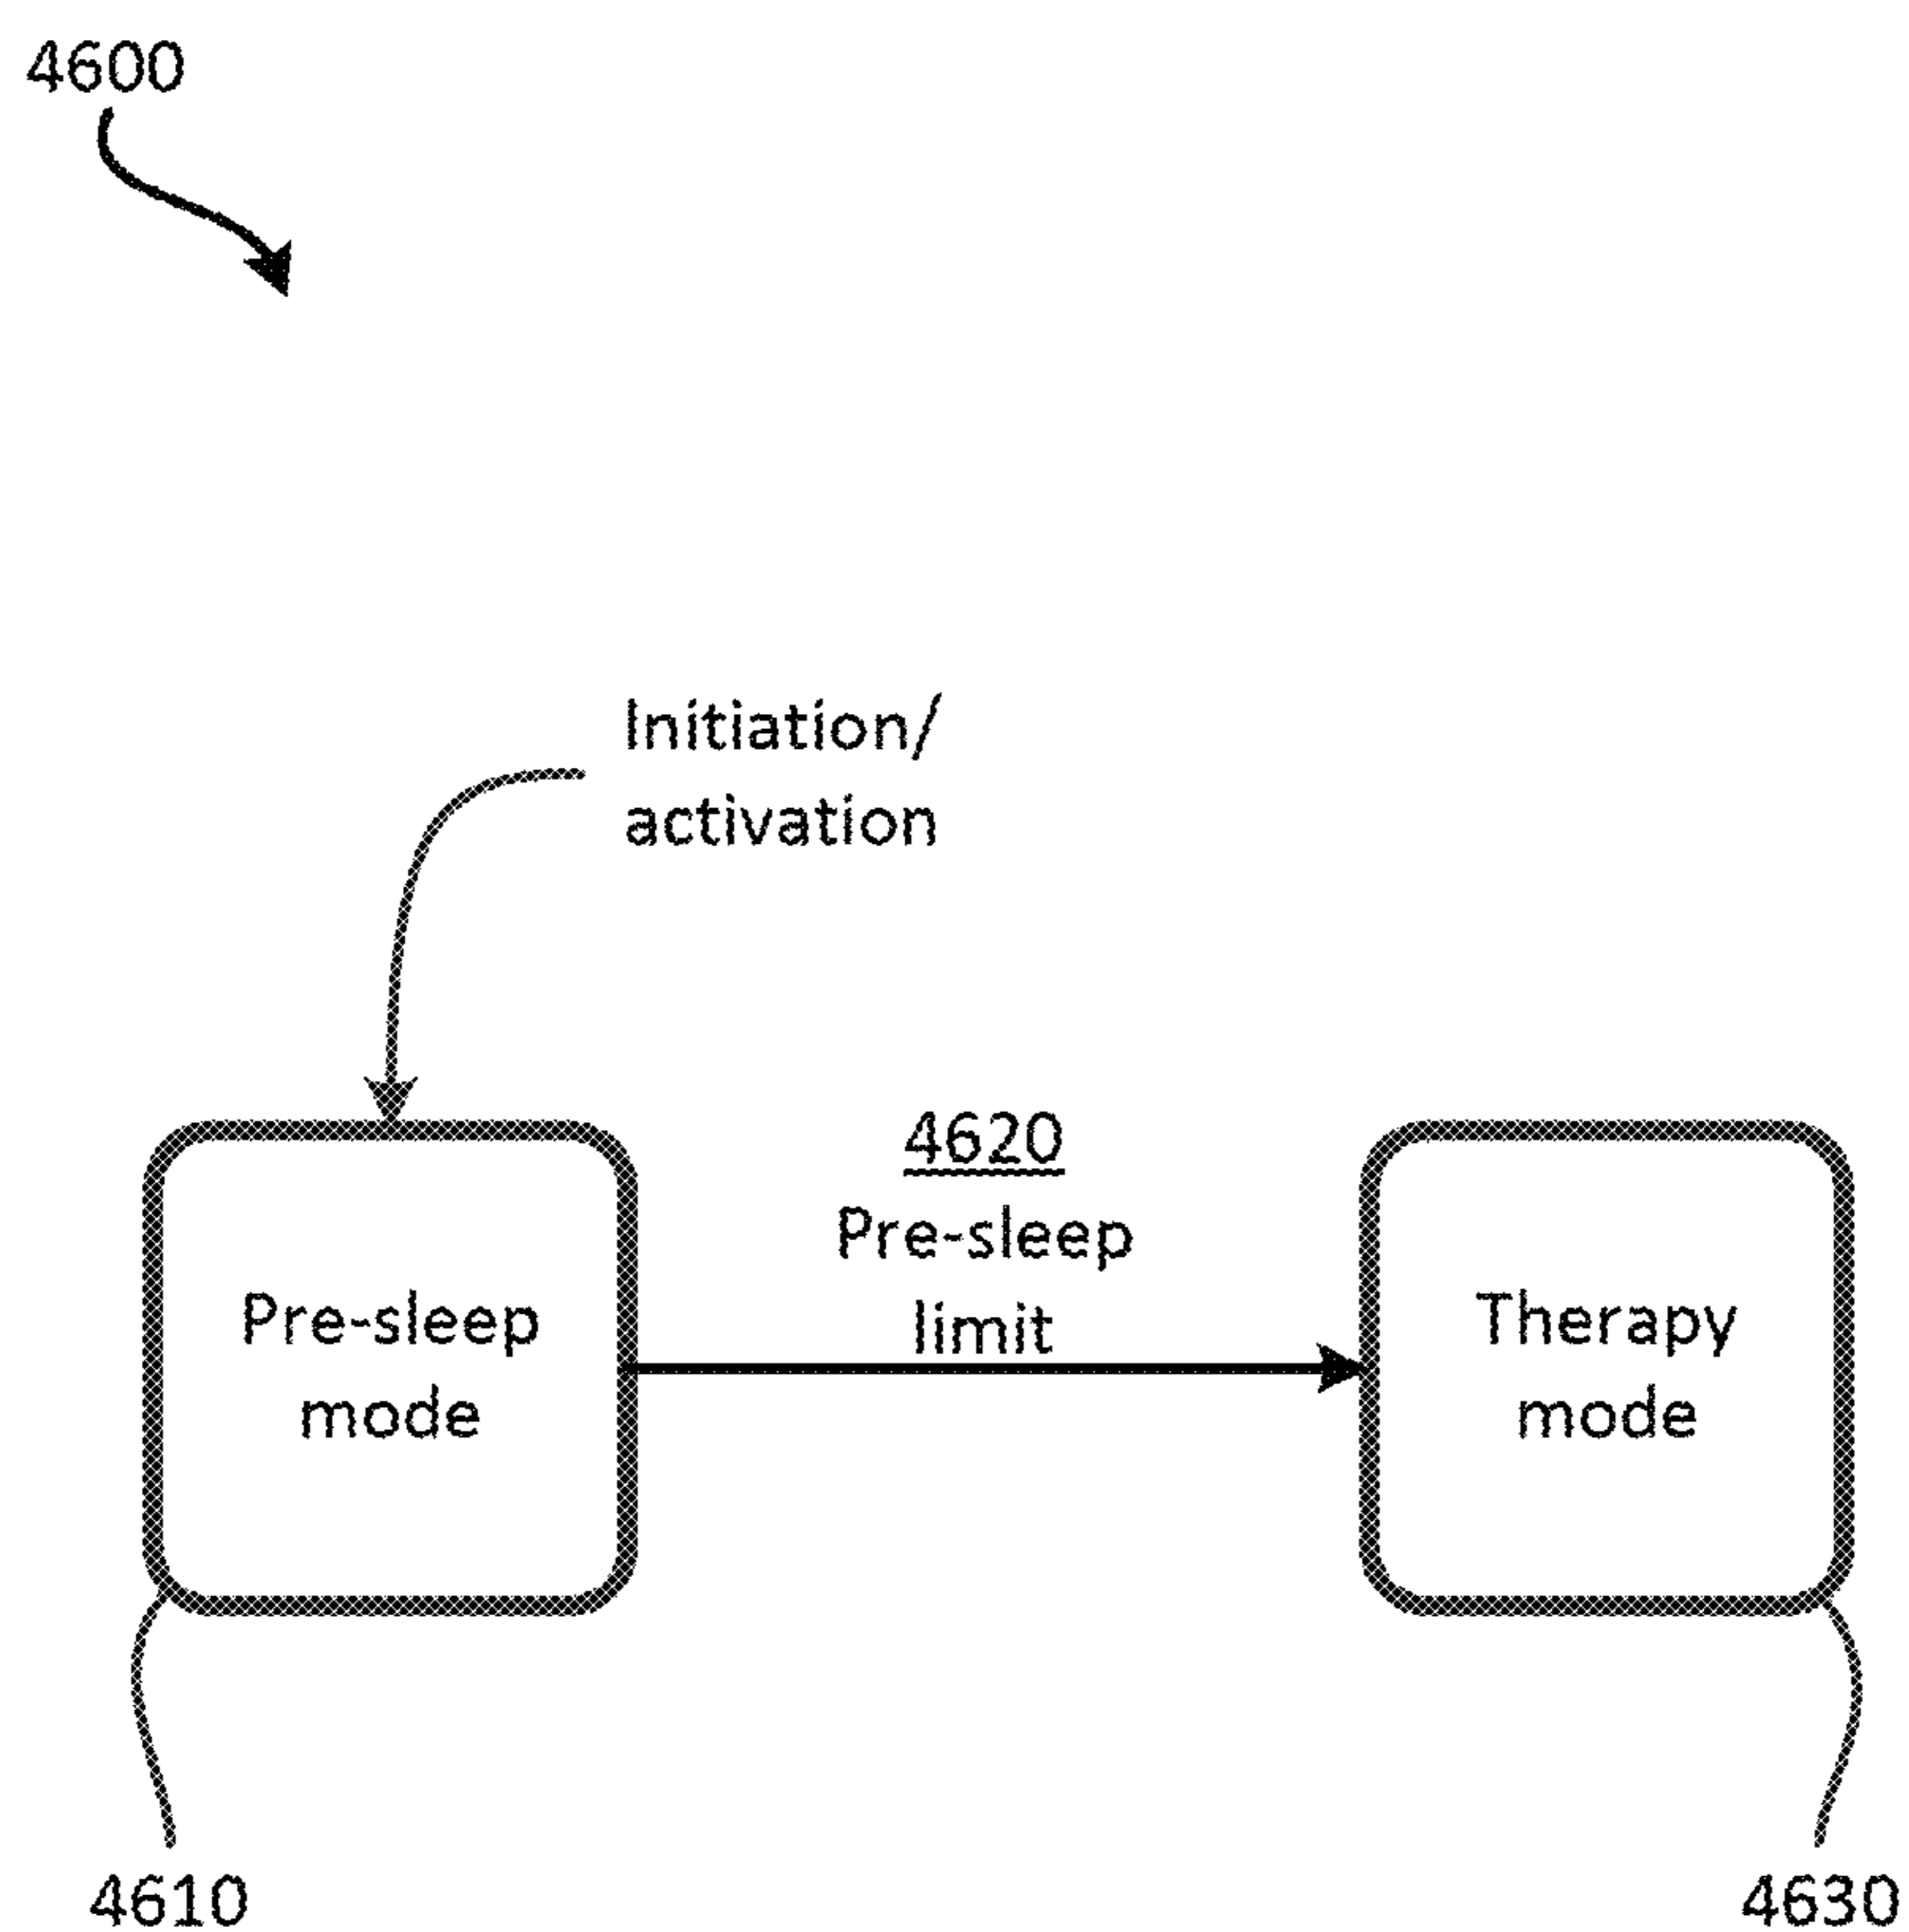 4600
Initiation/
activation
4620
Pre-sleep
limit
Pre-sleep
mode
Therapy
mode
4610
4630